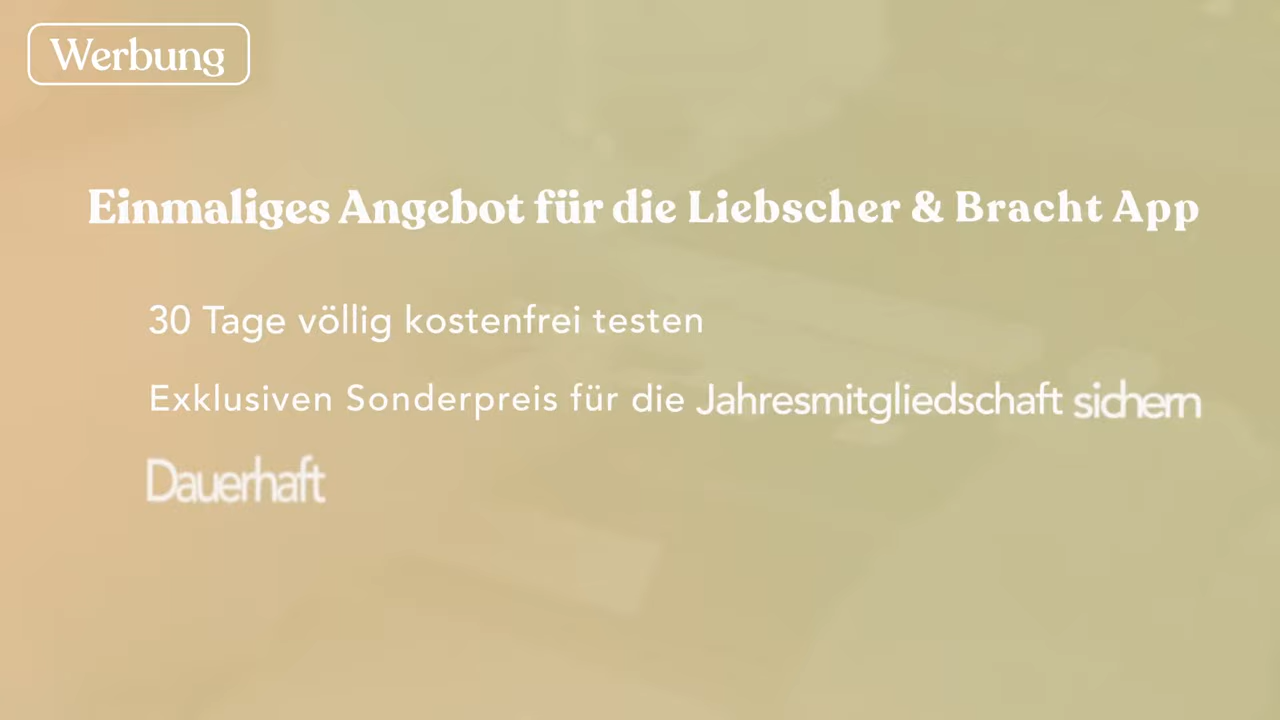 Werbung
Einmaliges Angebot für die Liebscher & Bracht App
30 Tage völlig kostenfrei testen
Exklusiven Sonderpreis für die Jahresmitgliedschaft sichern
Dauerhaft